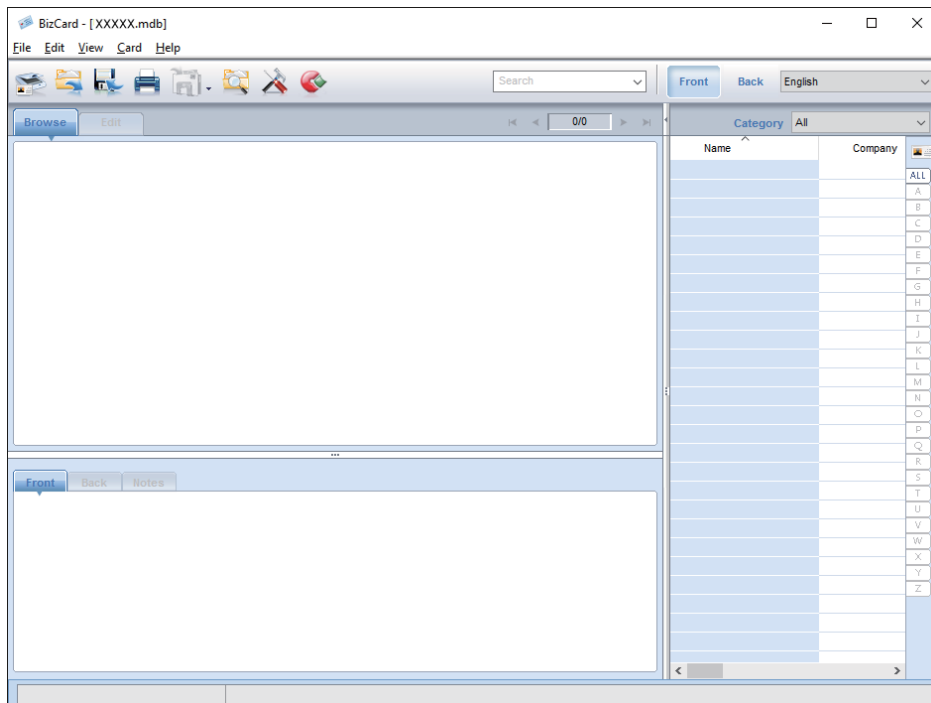 BizCard - [XXXXX.mdb]
File Edit View Card Help
Search
Front Back English
Browse Edit 0/0 Category All
Name Company
ALL
A
B
C
D
E
F
G
H
I
J
K
L
M
N
O
P
Q
R
S
T
U
V
W
X
Y
Z
Front Back Notes